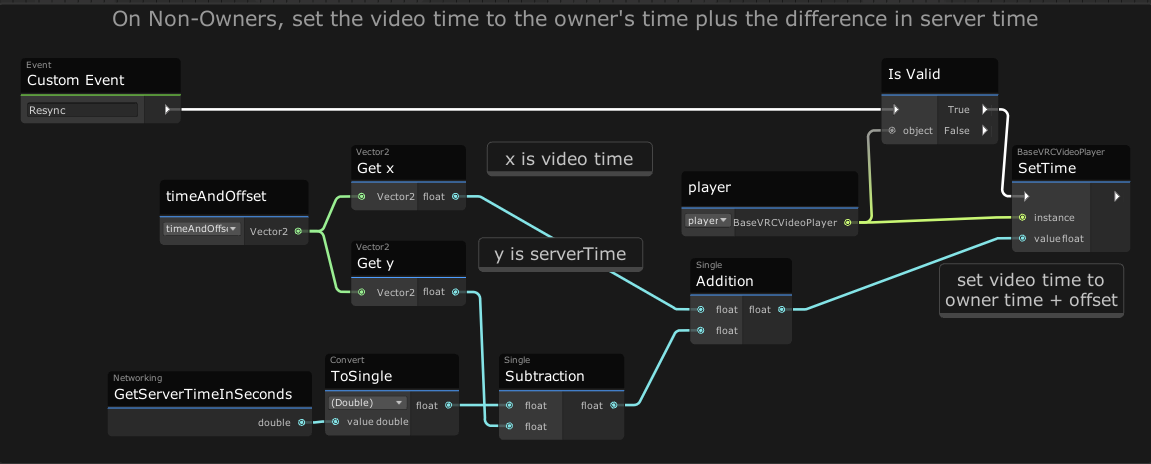 On Non-Owners, set the video time to the owner's time plus the difference in server time
Event
Custom Event
Resync
Is Valid
True
object
False
Vector2
Get x
Vector2
float
x is video time
BaseVRCVideoPlayer
SetTime
instance
value float
timeAndOffset
timeAndOffse
Vector2
player
player
BaseVRCVideoPlayer
Vector2
Get y
Vector2
float
y is serverTime
Single
Addition
float
float
float
set video time to
owner time + offset
Networking
GetServerTimeInSeconds
double
Convert
ToSingle
(Double)
float
value double
Single
Subtraction
float
float
float